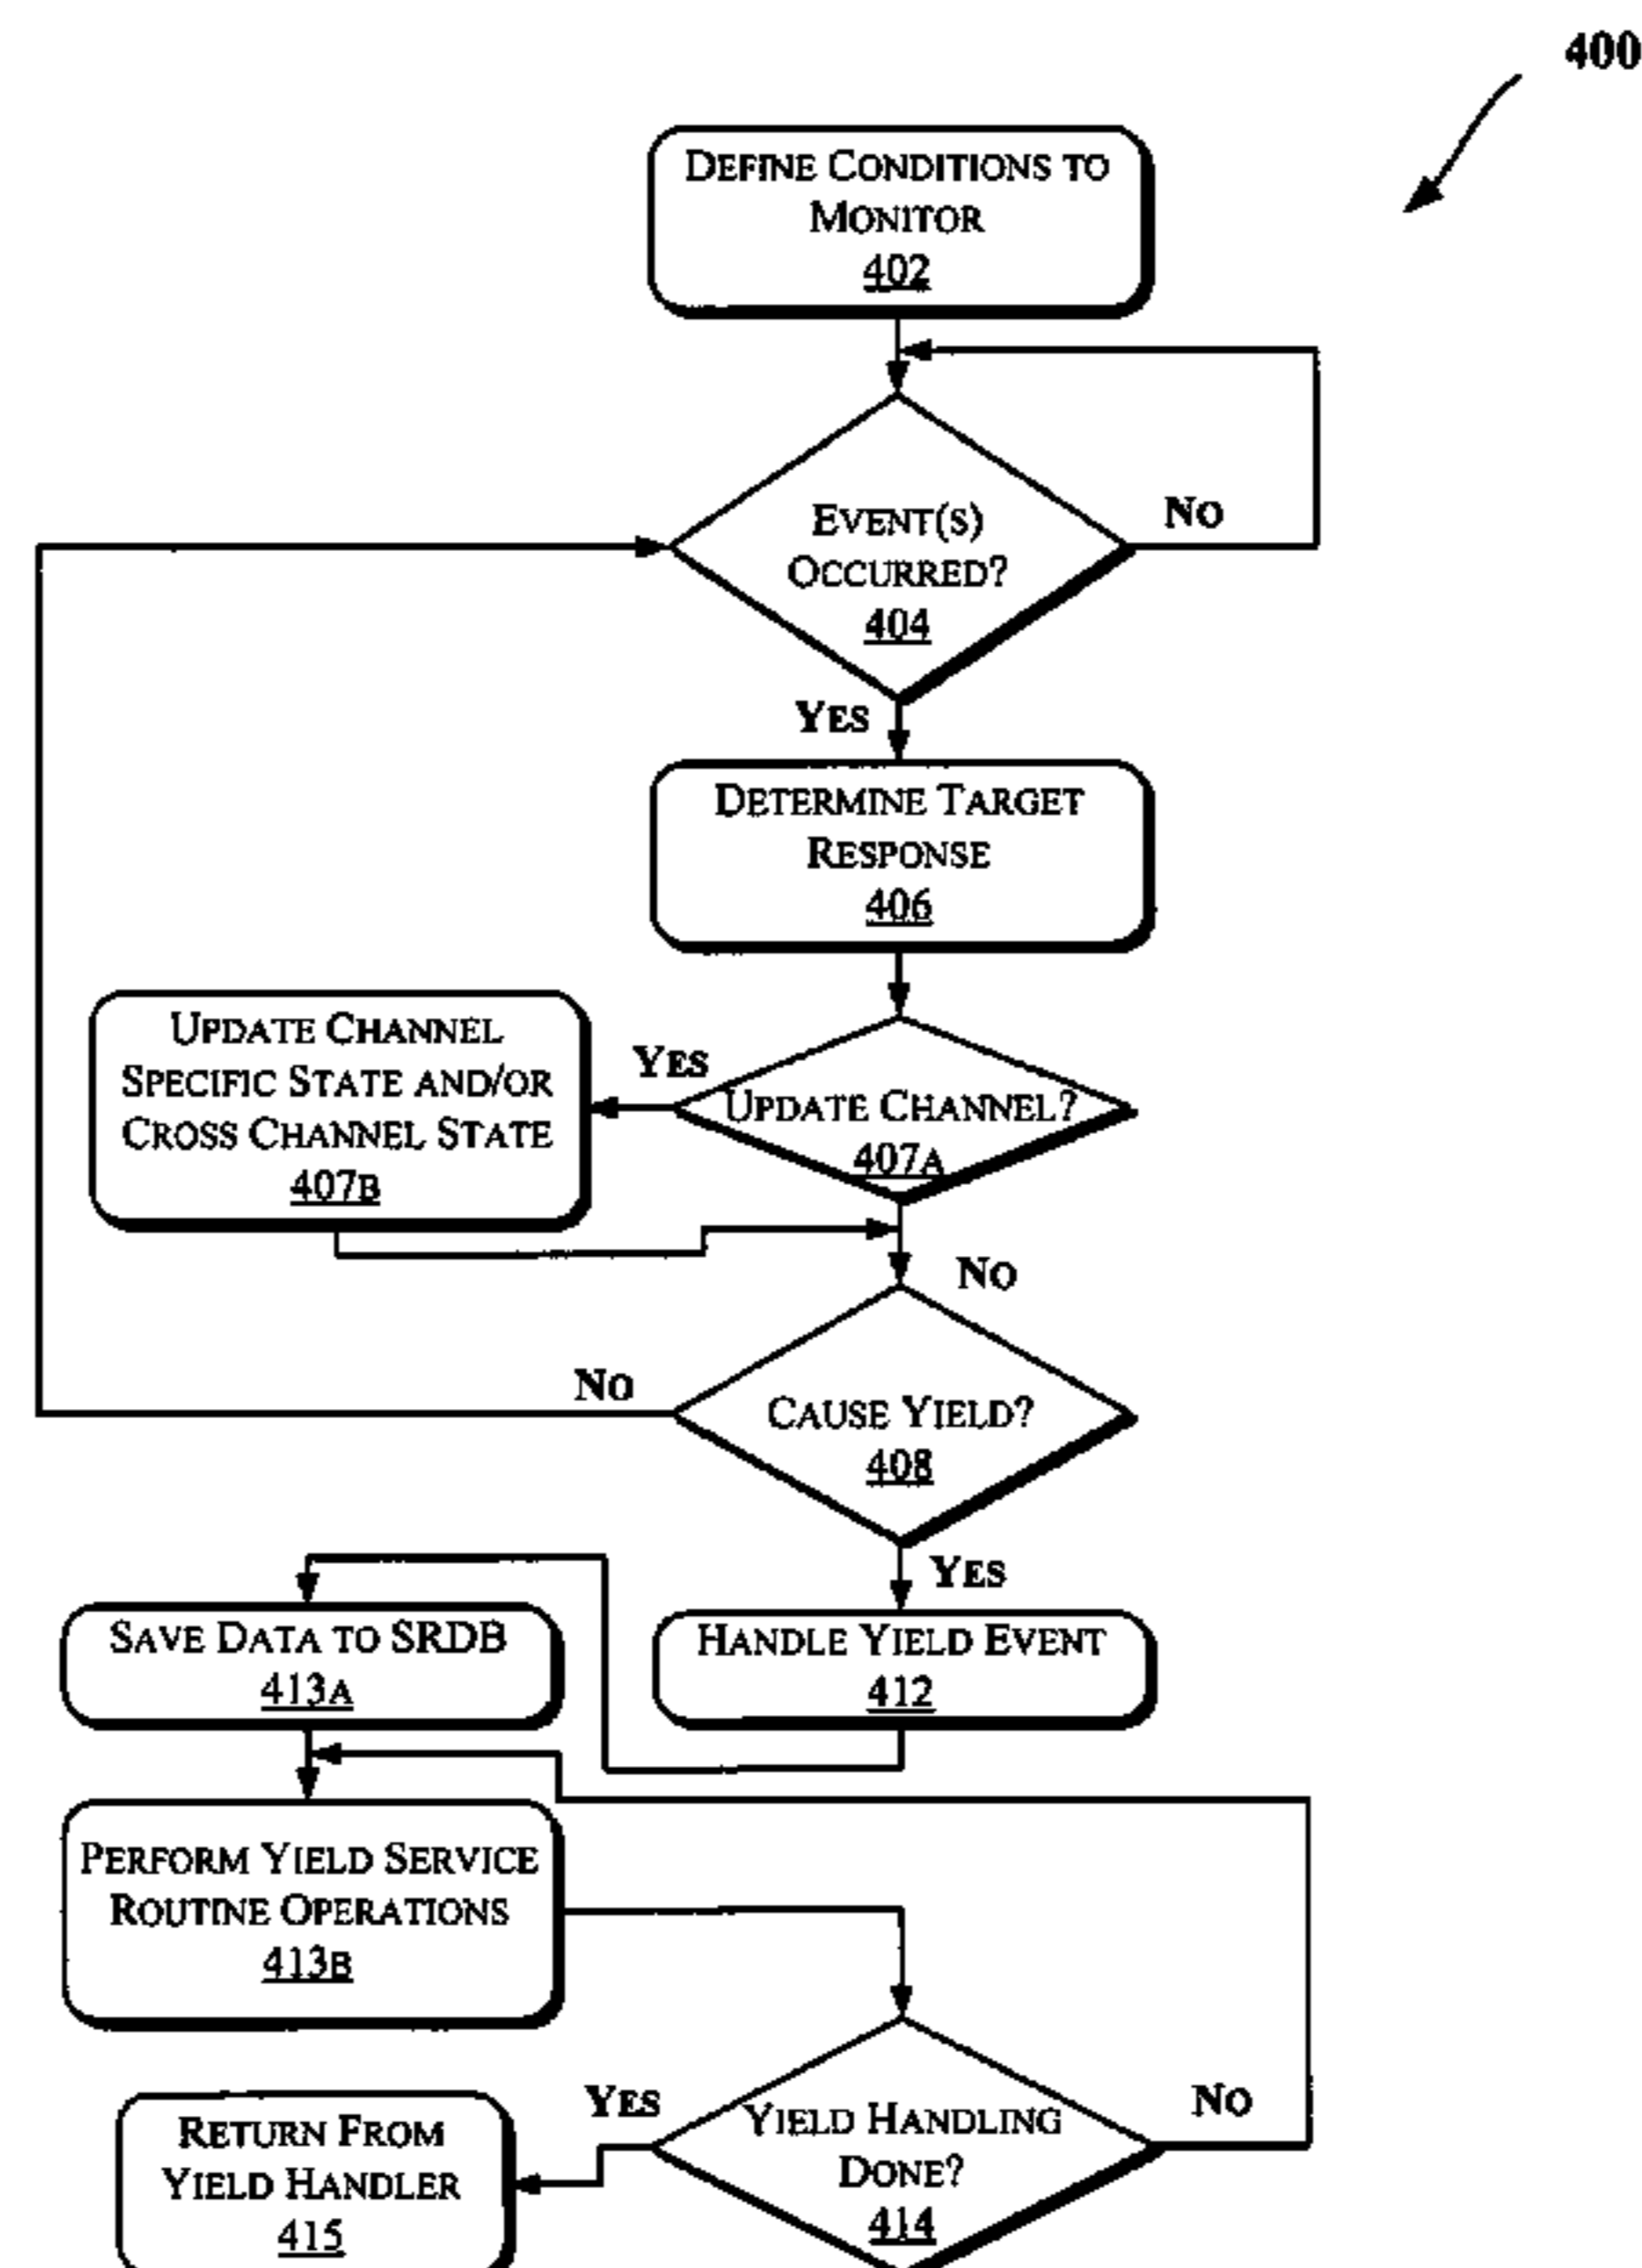 400
DEFINE CONDITIONS TO
MONITOR
402
EVENT(S)
OCCURRED?
404
NO
YES
DETERMINE TARGET
RESPONSE
406
UPDATE CHANNEL
SPECIFIC STATE AND/OR
CROSS CHANNEL STATE
407B
YES
UPDATE CHANNEL?
407A
NO
NO
CAUSE YIELD?
408
YES
SAVE DATA TO SRDB
413A
HANDLE YIELD EVENT
412
PERFORM YIELD SERVICE
ROUTINE OPERATIONS
413B
YES
YIELD HANDLING
DONE?
414
NO
RETURN FROM
YIELD HANDLER
415